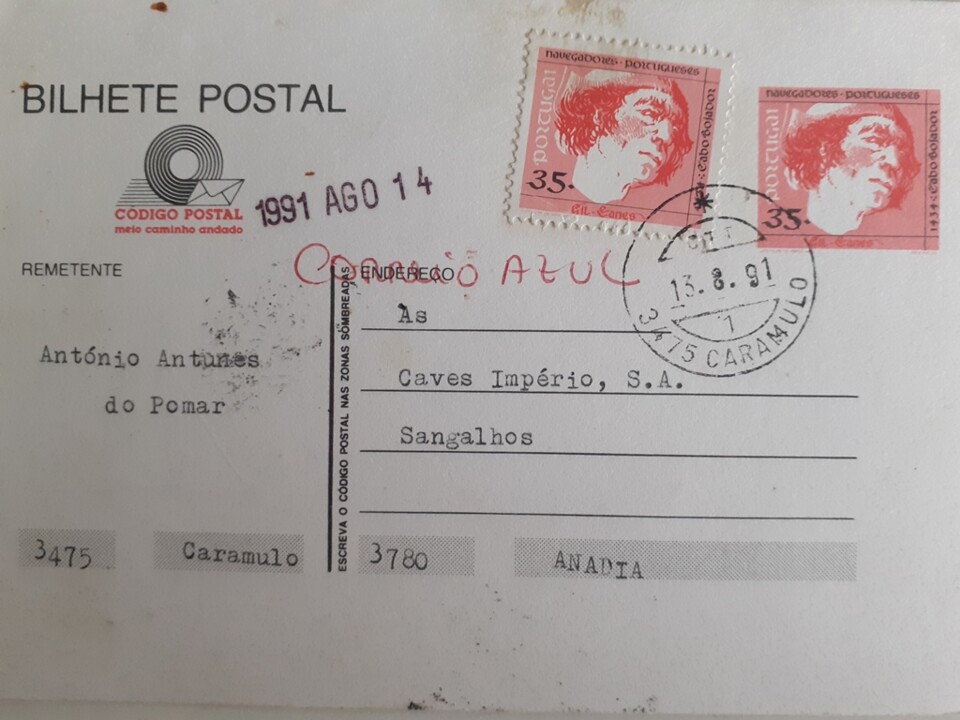 BILHETE POSTAL
CÓDIGO POSTAL
meio caminho andado
1991 AGO 14
NAVEGADORES · PORTUGUESES
PORTUGAL
35.
Gil · Eanes
Cabo Bojador
NAVEGADORES · PORTUGUESES
PORTUGAL
35.
Gil · Eanes
1434 : Cabo Bojador
CTT
13. 8. 91
1
3475 CARAMULO
CORREIO AZUL
REMETENTE
António Antunes
do Pomar
3475 Caramulo
ESCREVA O CÓDIGO POSTAL NAS ZONAS SOMBREADAS
ENDEREÇO
As
Caves Império, S.A.
Sangalhos
3780 ANADIA